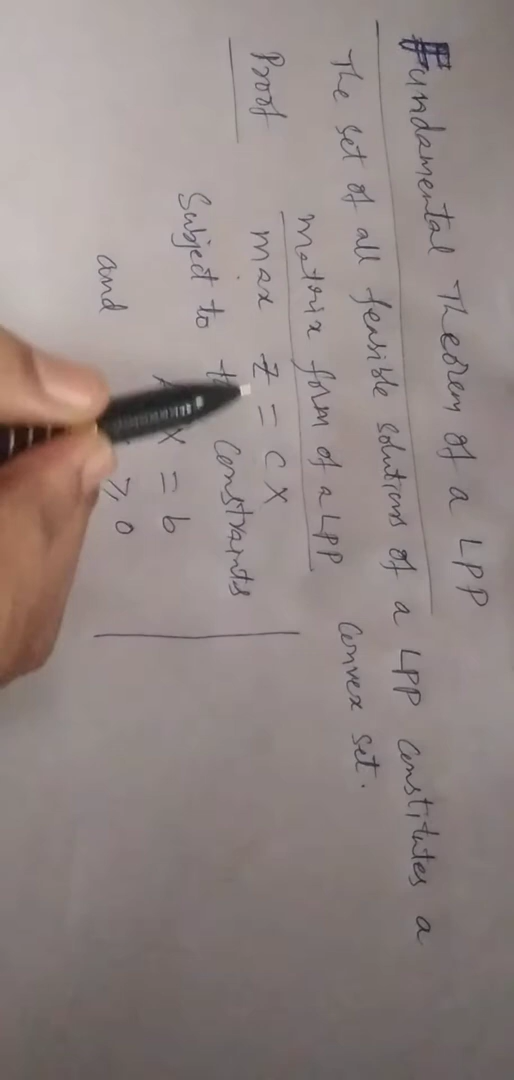 Fundamental Theorem of a LPP
The set of all feasible solutions of a LPP constitutes a
convex set.
Proof
Matrix form of a LPP
Max Z = CX
Subject to constraints
X = b
and ≥ 0